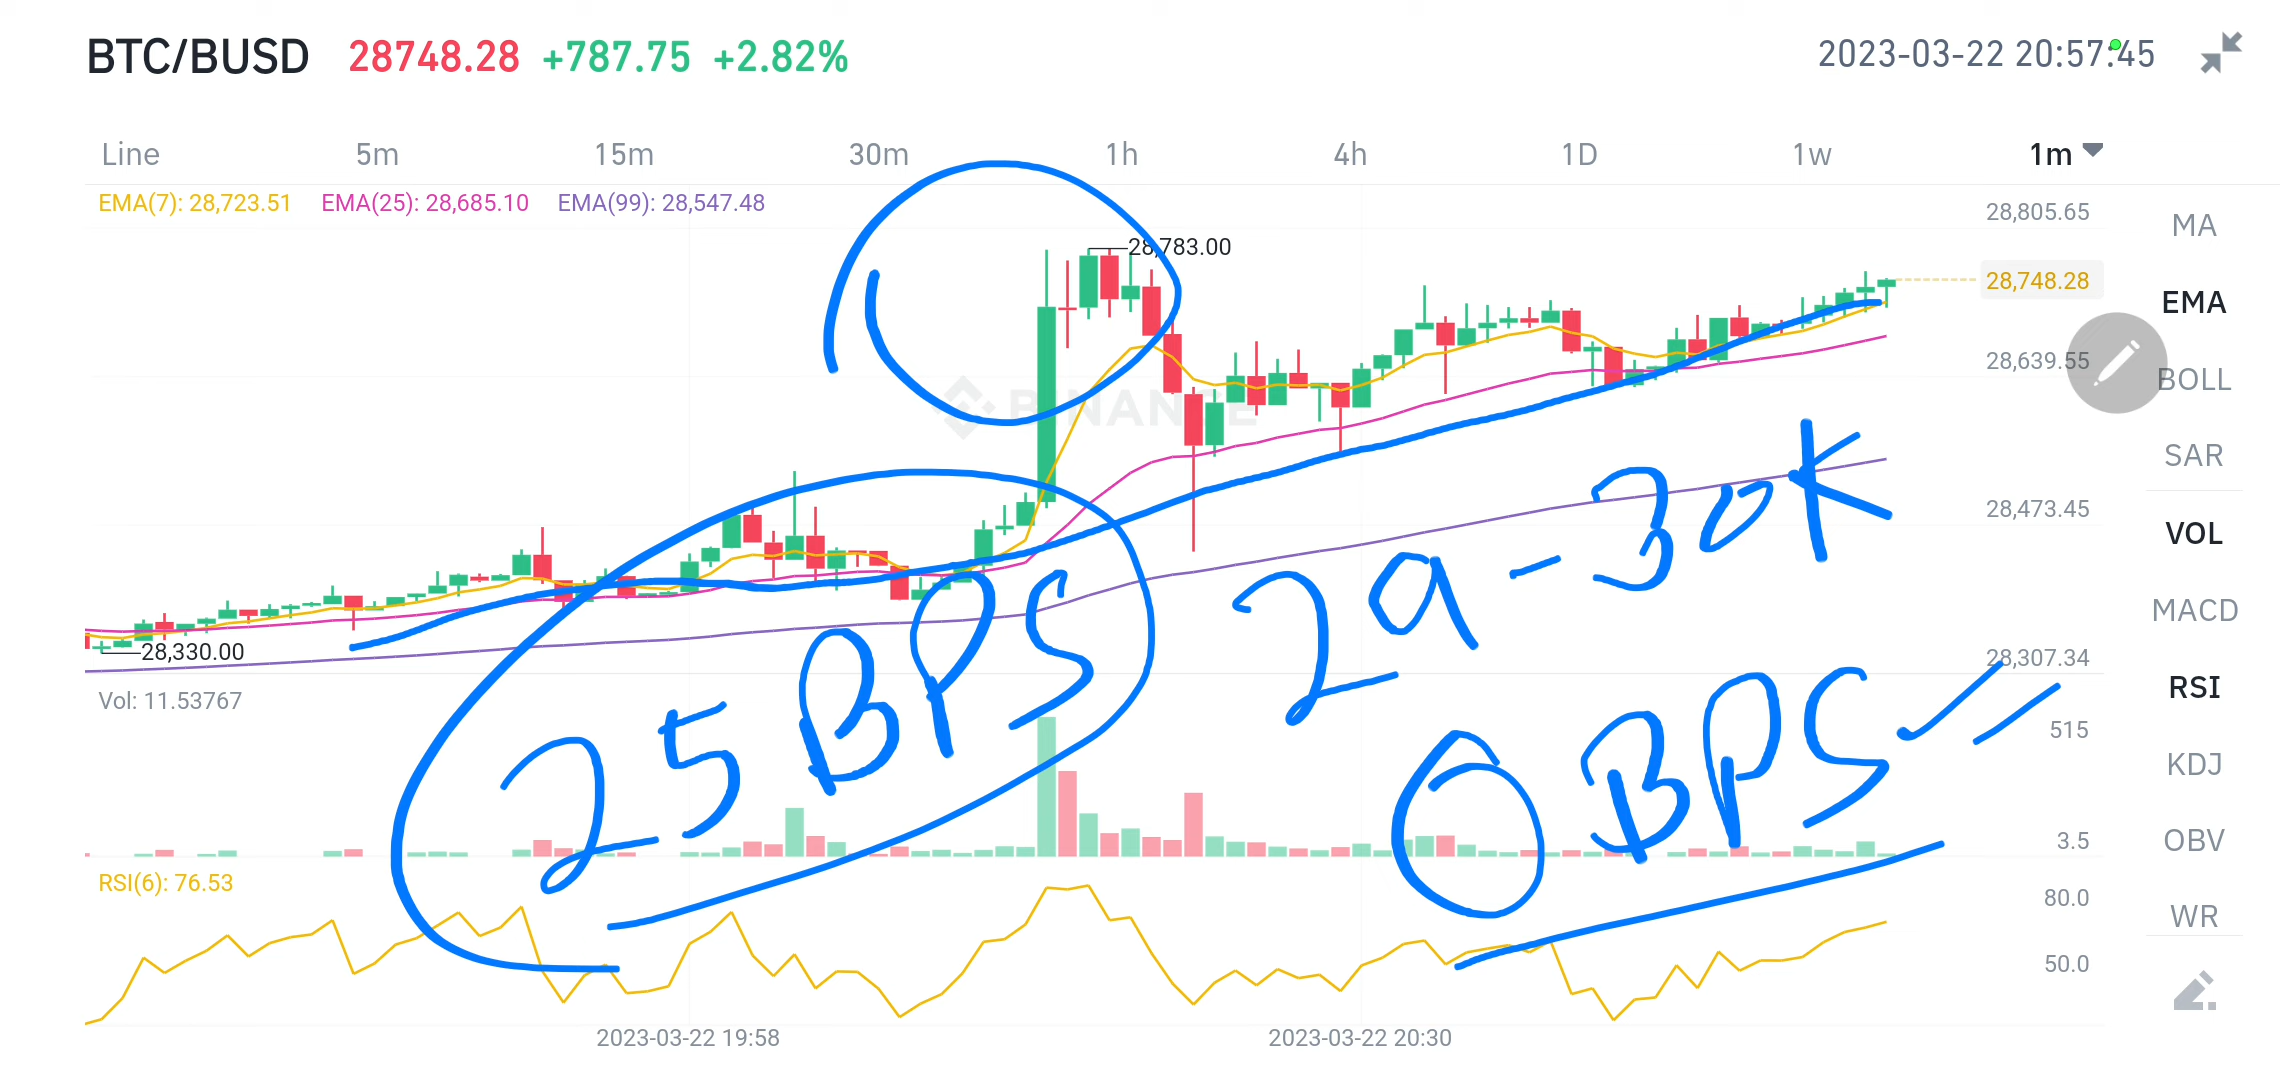 BTC/BUSD 28748.28 +787.75 +2.82% 2023-03-22 20:57:45
Line 5m 15m 30m 1h 4h 1D 1w 1m
EMA(7): 28,723.51 EMA(25): 28,685.10 EMA(99): 28,547.48
28,805.65
MA
28,783.00
28,748.28
EMA
28,639.55
BOLL
BINANCE
SAR
29-30K
28,473.45
VOL
MACD
28,330.00
28,307.34
RSI
Vol: 11.53767
25 BPS
0 BPS
515
KDJ
3.5
OBV
RSI(6): 76.53
80.0
WR
50.0
2023-03-22 19:58 2023-03-22 20:30